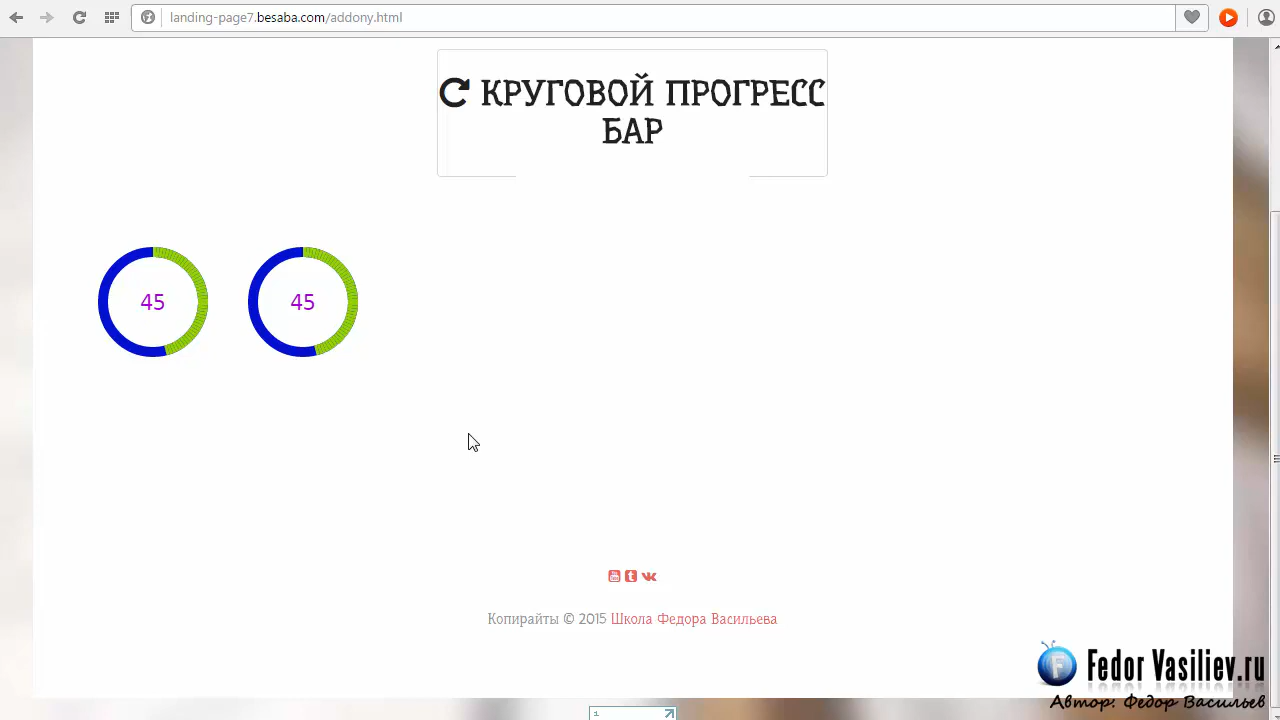 landing-page7.besaba.com/addony.html
КРУГОВОЙ ПРОГРЕСС
БАР
45 45
Копирайты © 2015 Школа Федора Васильева
Fedor Vasiliev.ru
Автор: Федор Васильев